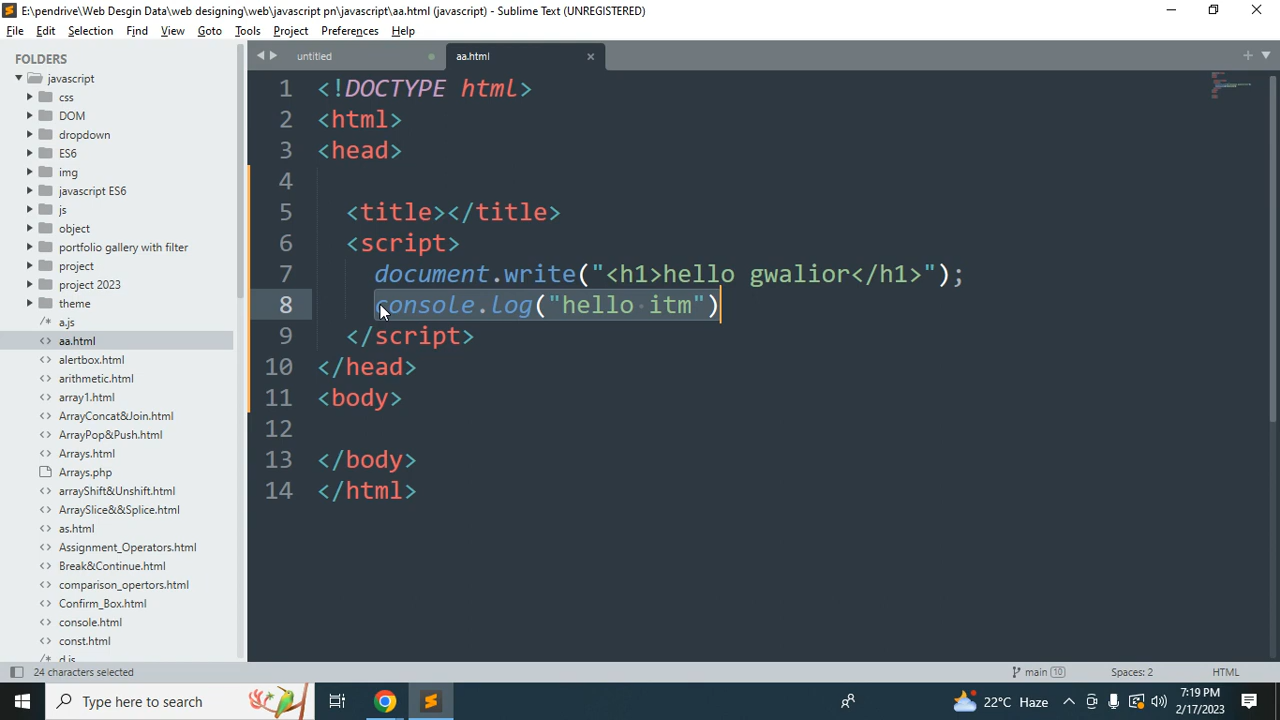 E:\pendrive\Web Desgin Data\web designing\web\javascript pn\javascript\aa.html (javascript) - Sublime Text (UNREGISTERED)
File Edit Selection Find View Goto Tools Project Preferences Help
FOLDERS
javascript
css
DOM
dropdown
ES6
img
javascript ES6
js
object
portfolio gallery with filter
project
project 2023
theme
a.js
aa.html
alertbox.html
arithmetic.html
array1.html
ArrayConcat&Join.html
ArrayPop&Push.html
Arrays.html
Arrays.php
arrayShift&Unshift.html
ArraySlice&&Splice.html
as.html
Assignment_Operators.html
Break&Continue.html
comparison_opertors.html
Confirm_Box.html
console.html
const.html
d.js
untitled
aa.html
1 <!DOCTYPE html>
2 <html>
3 <head>
4
5 <title></title>
6 <script>
7 document.write("<h1>hello gwalior</h1>");
8 console.log("hello itm")
9 </script>
10 </head>
11 <body>
12
13 </body>
14 </html>
24 characters selected
main 10
Spaces: 2
HTML
Type here to search
22°C Haze
7:19 PM
2/17/2023